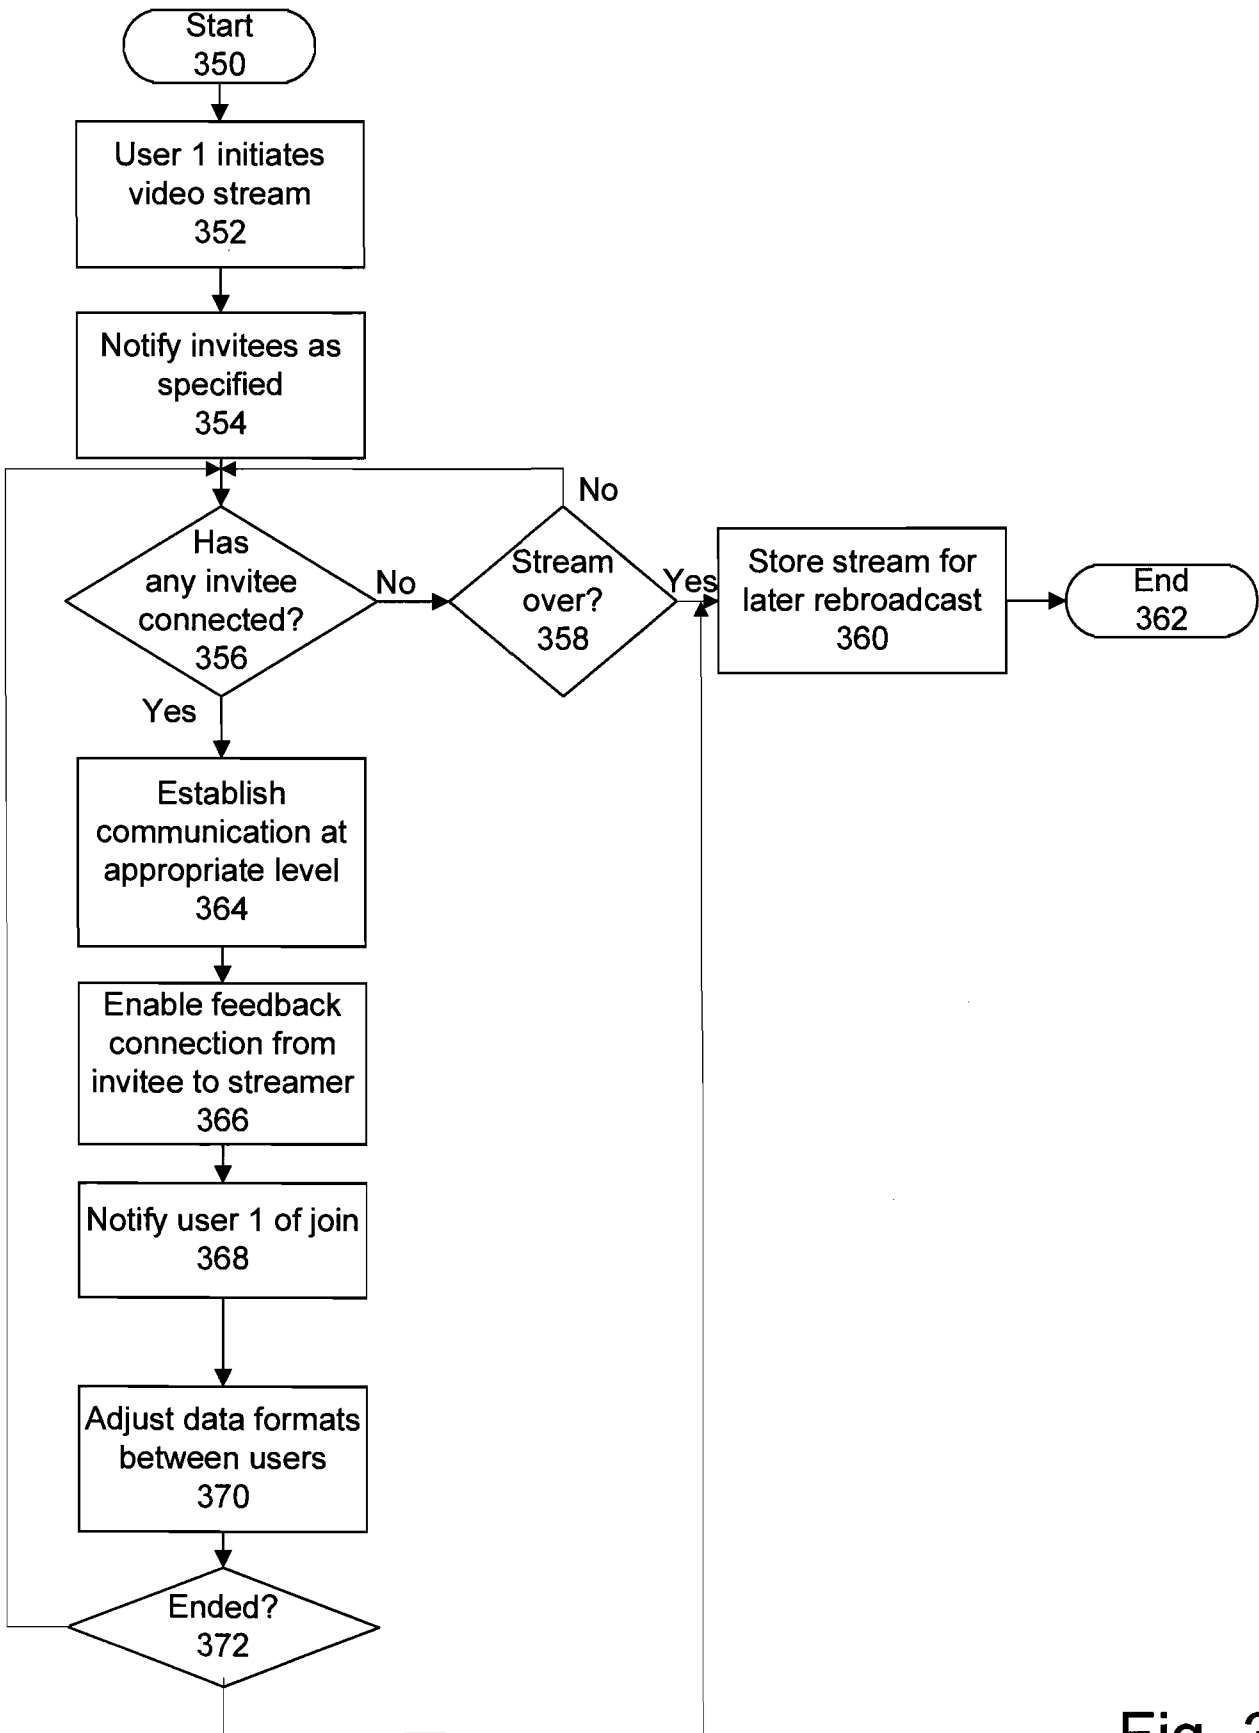 Start
350
User 1 initiates
video stream
352
Notify invitees as
specified
354
No
Has
any invitee
connected?
356
No
Stream
over?
358
Yes
Store stream for
later rebroadcast
360
End
362
Yes
Establish
communication at
appropriate level
364
Enable feedback
connection from
invitee to streamer
366
Notify user 1 of join
368
Adjust data formats
between users
370
Ended?
372
Fig.